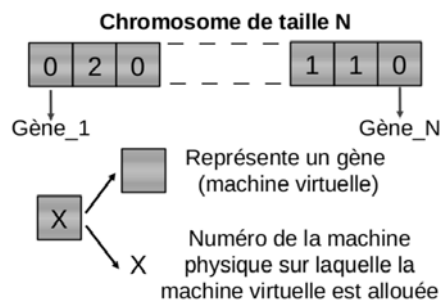 Chromosome de taille N
0 2 0 1 1 0
Gène_1 Gène_N
Représente un gène
(machine virtuelle)
X
X Numéro de la machine
physique sur laquelle la
machine virtuelle est allouée